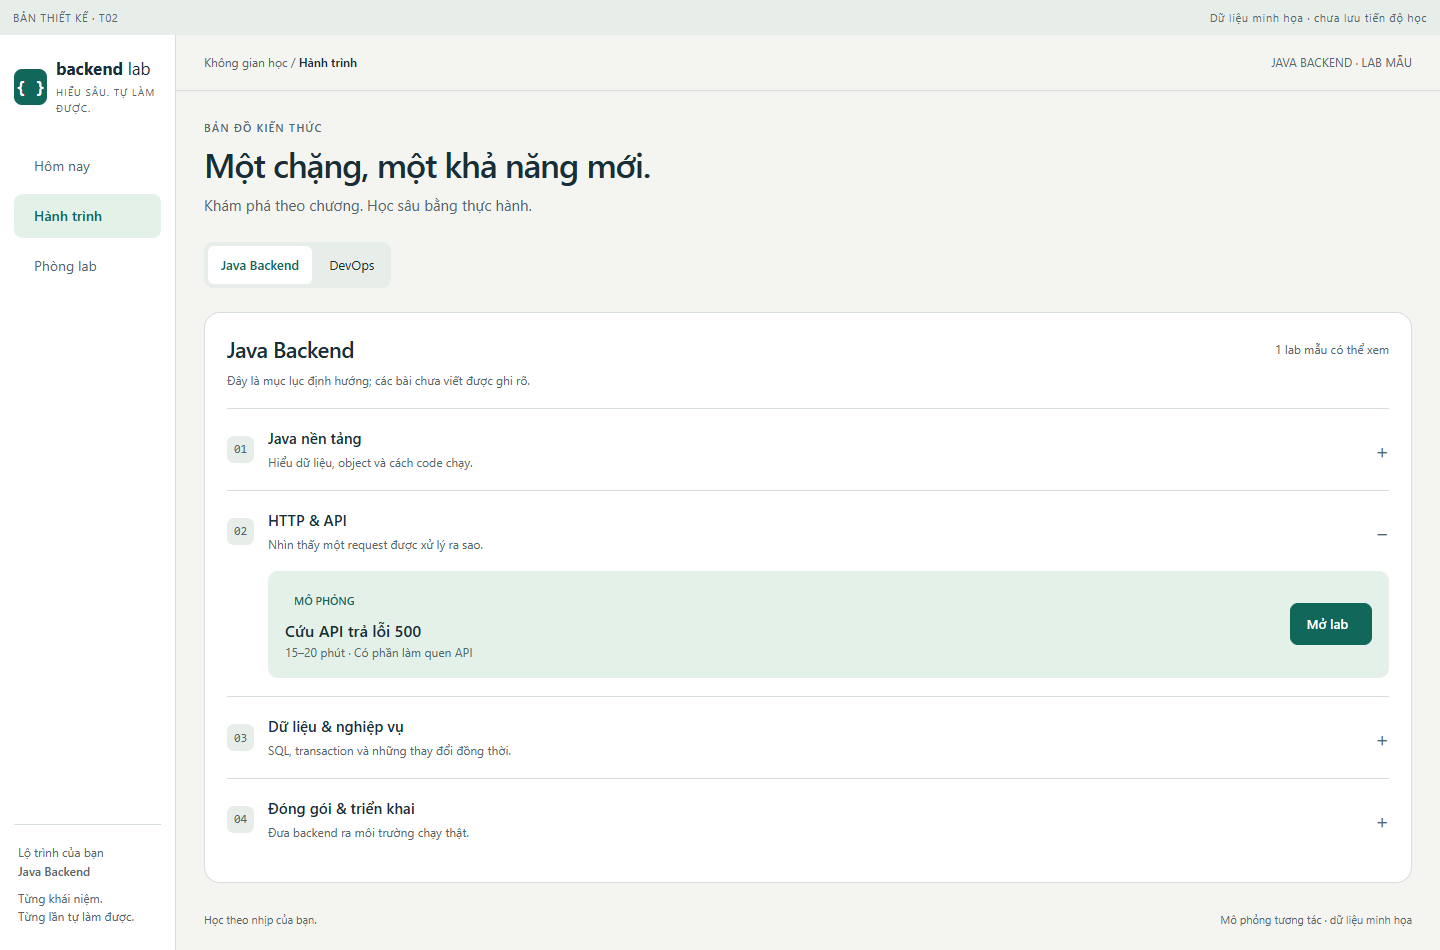 BẢN THIẾT KẾ · T02
Dữ liệu minh họa · chưa lưu tiến độ học
{ }
backend lab
HIỂU SÂU. TỰ LÀM
ĐƯỢC.
Hôm nay
Hành trình
Phòng lab
Lộ trình của bạn
Java Backend
Từng khái niệm.
Từng lần tự làm được.
Không gian học / Hành trình
JAVA BACKEND · LAB MẪU
BẢN ĐỒ KIẾN THỨC
Một chặng, một khả năng mới.
Khám phá theo chương. Học sâu bằng thực hành.
Java Backend
DevOps
Java Backend
1 lab mẫu có thể xem
Đây là mục lục định hướng; các bài chưa viết được ghi rõ.
01
Java nền tảng
Hiểu dữ liệu, object và cách code chạy.
+
02
HTTP & API
Nhìn thấy một request được xử lý ra sao.
−
MÔ PHỎNG
Cứu API trả lỗi 500
15–20 phút · Có phần làm quen API
Mở lab
03
Dữ liệu & nghiệp vụ
SQL, transaction và những thay đổi đồng thời.
+
04
Đóng gói & triển khai
Đưa backend ra môi trường chạy thật.
+
Học theo nhịp của bạn.
Mô phỏng tương tác · dữ liệu minh họa